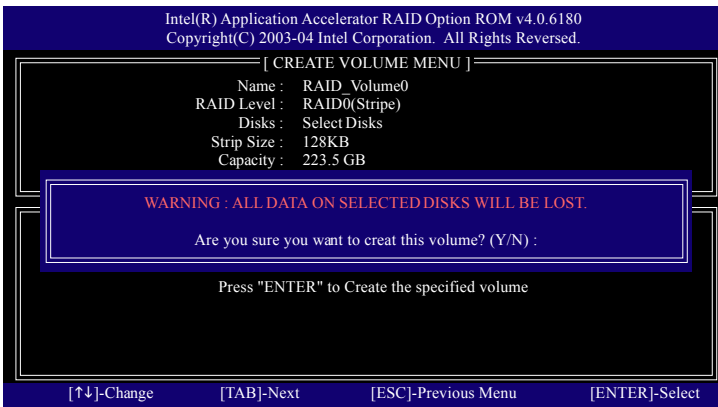 Intel(R) Application Accelerator RAID Option ROM v4.0.6180
Copyright(C) 2003-04 Intel Corporation. All Rights Reversed.
[ CREATE VOLUME MENU ]
Name : RAID_Volume0
RAID Level : RAID0(Stripe)
Disks : Select Disks
Strip Size : 128KB
Capacity : 223.5 GB
WARNING : ALL DATA ON SELECTED DISKS WILL BE LOST.
Are you sure you want to creat this volume? (Y/N) :
Press "ENTER" to Create the specified volume
[↑↓]-Change [TAB]-Next [ESC]-Previous Menu [ENTER]-Select